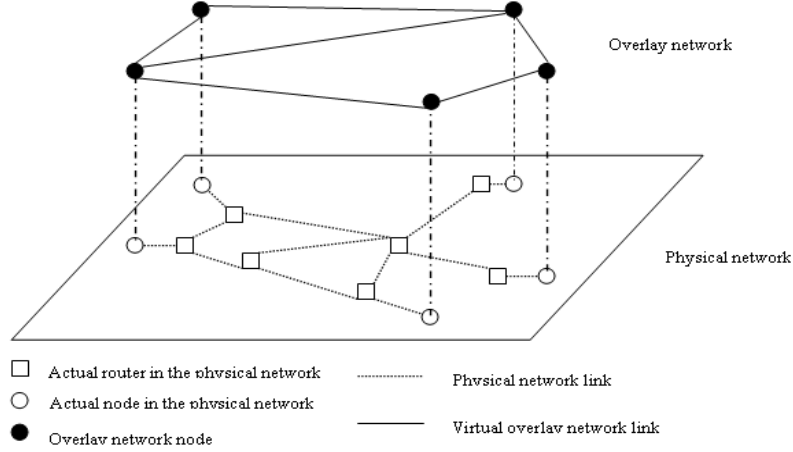 Overlay network
Physical network
Actual router in the physical network
Physical network link
Actual node in the physical network
Virtual overlay network link
Overlay network node